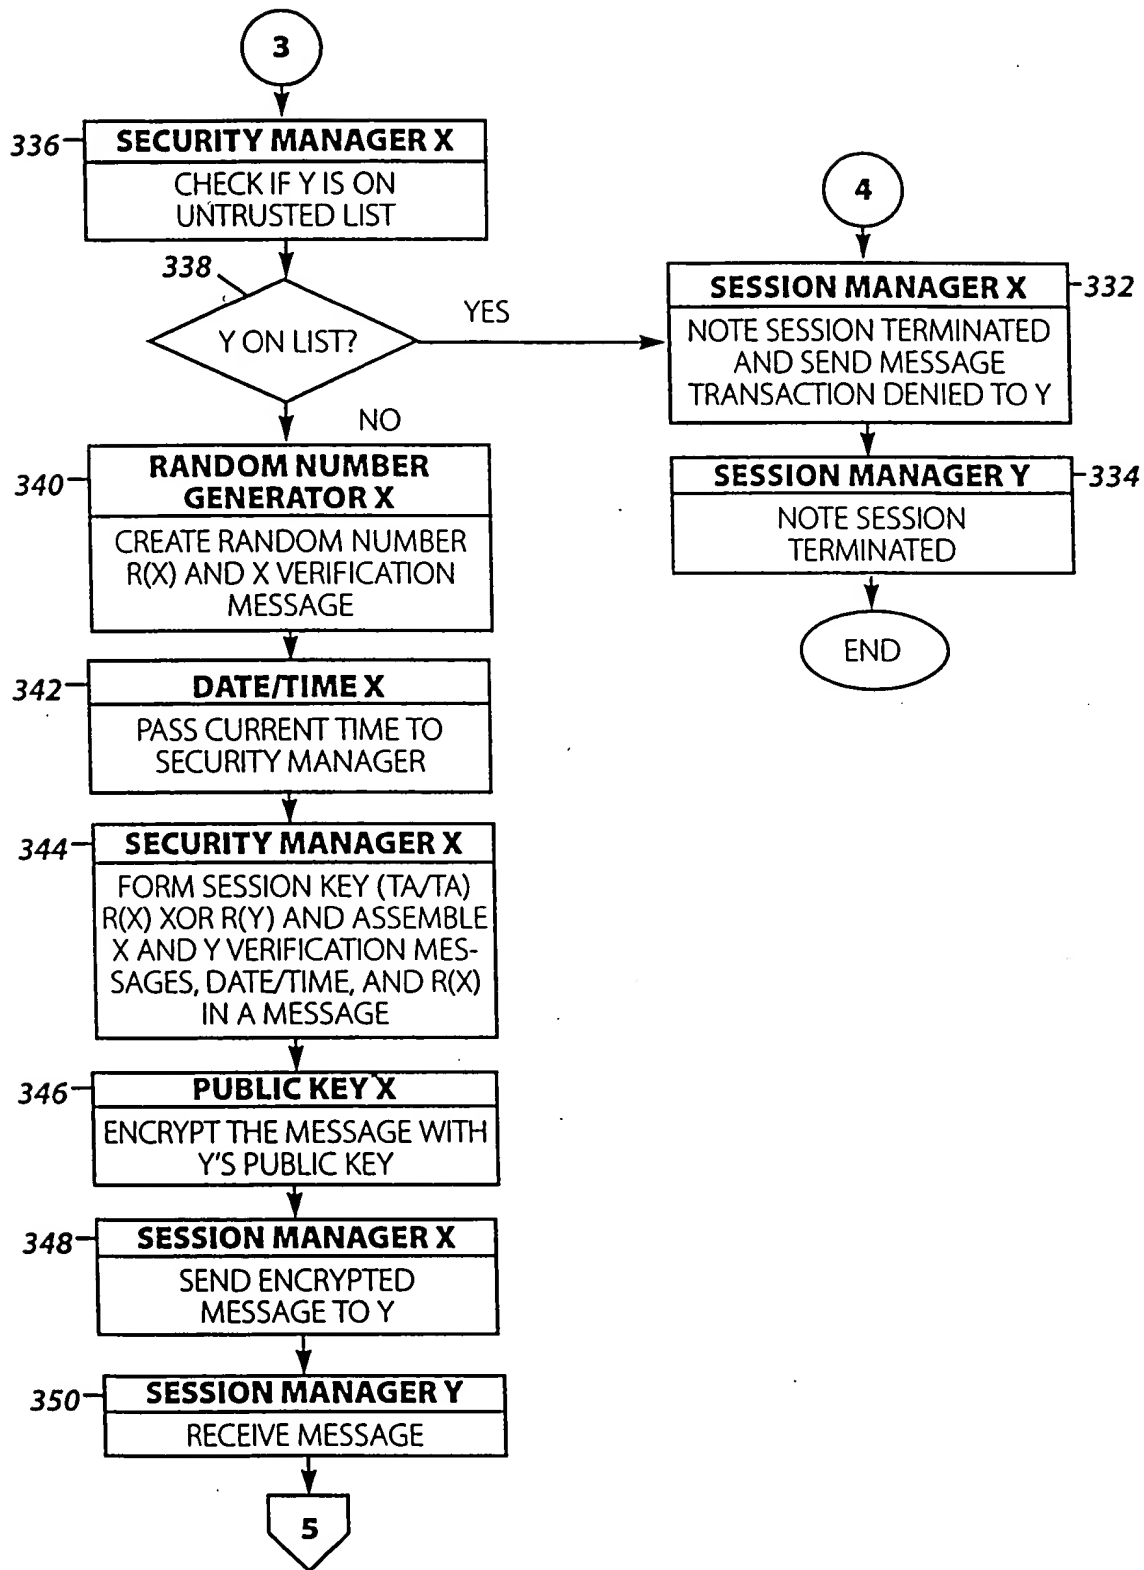 3
336
SECURITY MANAGER X
CHECK IF Y IS ON
UNTRUSTED LIST
338
Y ON LIST?
YES
NO
4
SESSION MANAGER X
332
NOTE SESSION TERMINATED
AND SEND MESSAGE
TRANSACTION DENIED TO Y
SESSION MANAGER Y
334
NOTE SESSION
TERMINATED
END
340
RANDOM NUMBER
GENERATOR X
CREATE RANDOM NUMBER
R(X) AND X VERIFICATION
MESSAGE
342
DATE/TIME X
PASS CURRENT TIME TO
SECURITY MANAGER
344
SECURITY MANAGER X
FORM SESSION KEY (TA/TA)
R(X) XOR R(Y) AND ASSEMBLE
X AND Y VERIFICATION MES-
SAGES, DATE/TIME, AND R(X)
IN A MESSAGE
346
PUBLIC KEY X
ENCRYPT THE MESSAGE WITH
Y'S PUBLIC KEY
348
SESSION MANAGER X
SEND ENCRYPTED
MESSAGE TO Y
350
SESSION MANAGER Y
RECEIVE MESSAGE
5